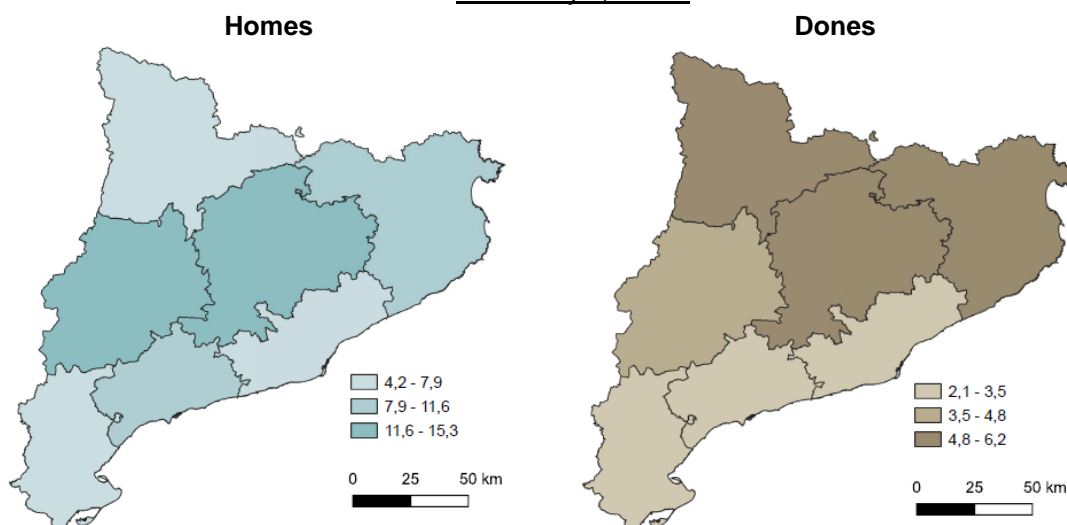 Homes
Dones
4,2 - 7,9
7,9 - 11,6
11,6 - 15,3
0 25 50 km
2,1 - 3,5
3,5 - 4,8
4,8 - 6,2
0 25 50 km